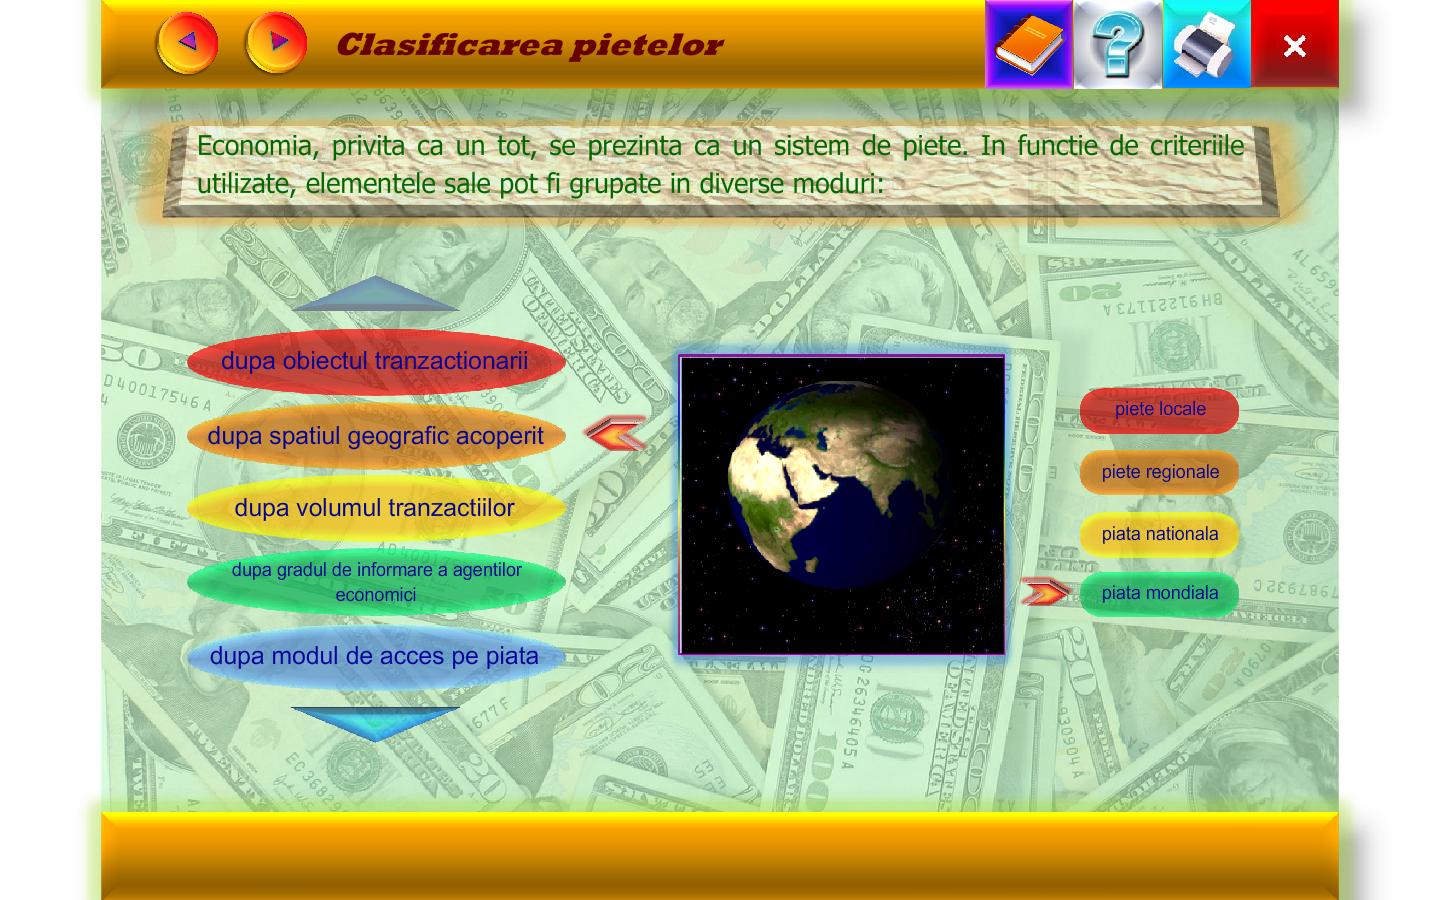 Clasificarea pietelor
Economia, privita ca un tot, se prezinta ca un sistem de piete. In functie de criteriile
utilizate, elementele sale pot fi grupate in diverse moduri:
dupa obiectul tranzactionarii
dupa spatiul geografic acoperit
dupa volumul tranzactiilor
dupa gradul de informare a agentilor
economici
dupa modul de acces pe piata
piete locale
piete regionale
piata nationala
piata mondiala